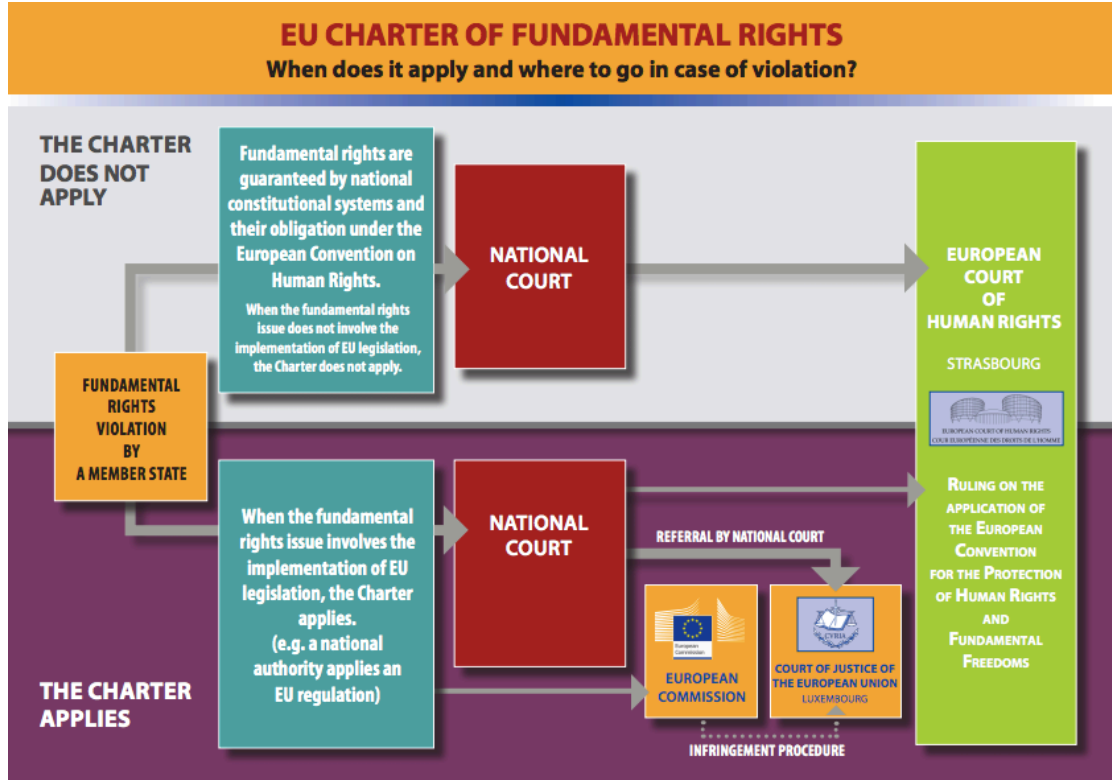 EU CHARTER OF FUNDAMENTAL RIGHTS
When does it apply and where to go in case of violation?
THE CHARTER
DOES NOT
APPLY
Fundamental rights are
guaranteed by national
constitutional systems and
their obligation under the
European Convention on
Human Rights.
When the fundamental rights
issue does not involve the
implementation of EU legislation,
the Charter does not apply.
NATIONAL
COURT
EUROPEAN
COURT
OF
HUMAN RIGHTS
STRASBOURG
EUROPEAN COURT OF HUMAN RIGHTS
COUR EUROPÉENNE DES DROITS DE L'HOMME
RULING ON THE
APPLICATION OF
THE EUROPEAN
CONVENTION
FOR THE PROTECTION
OF HUMAN RIGHTS
AND
FUNDAMENTAL
FREEDOMS
FUNDAMENTAL
RIGHTS
VIOLATION
BY
A MEMBER STATE
When the fundamental
rights issue involves the
implementation of EU
legislation, the Charter
applies.
(e.g. a national
authority applies an
EU regulation)
NATIONAL
COURT
REFERRAL BY NATIONAL COURT
European
Commission
EUROPEAN
COMMISSION
CVRIA
COURT OF JUSTICE OF
THE EUROPEAN UNION
LUXEMBOURG
INFRINGEMENT PROCEDURE
THE CHARTER
APPLIES